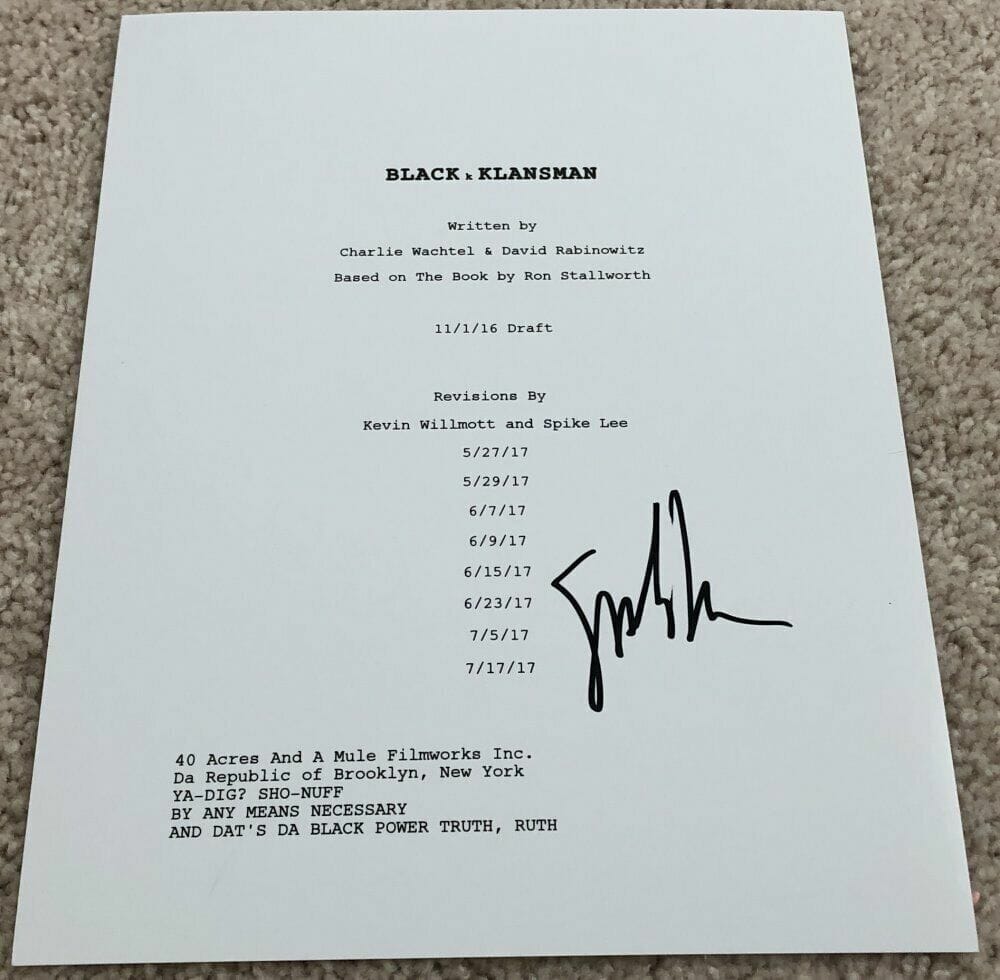 BLACK k KLANSMAN
Written by
Charlie Wachtel & David Rabinowitz
Based on The Book by Ron Stallworth
11/1/16 Draft
Revisions By
Kevin Willmott and Spike Lee
5/27/17
5/29/17
6/7/17
6/9/17
6/15/17
6/23/17
7/5/17
7/17/17
40 Acres And A Mule Filmworks Inc.
Da Republic of Brooklyn, New York
YA-DIG? SHO-NUFF
BY ANY MEANS NECESSARY
AND DAT'S DA BLACK POWER TRUTH, RUTH